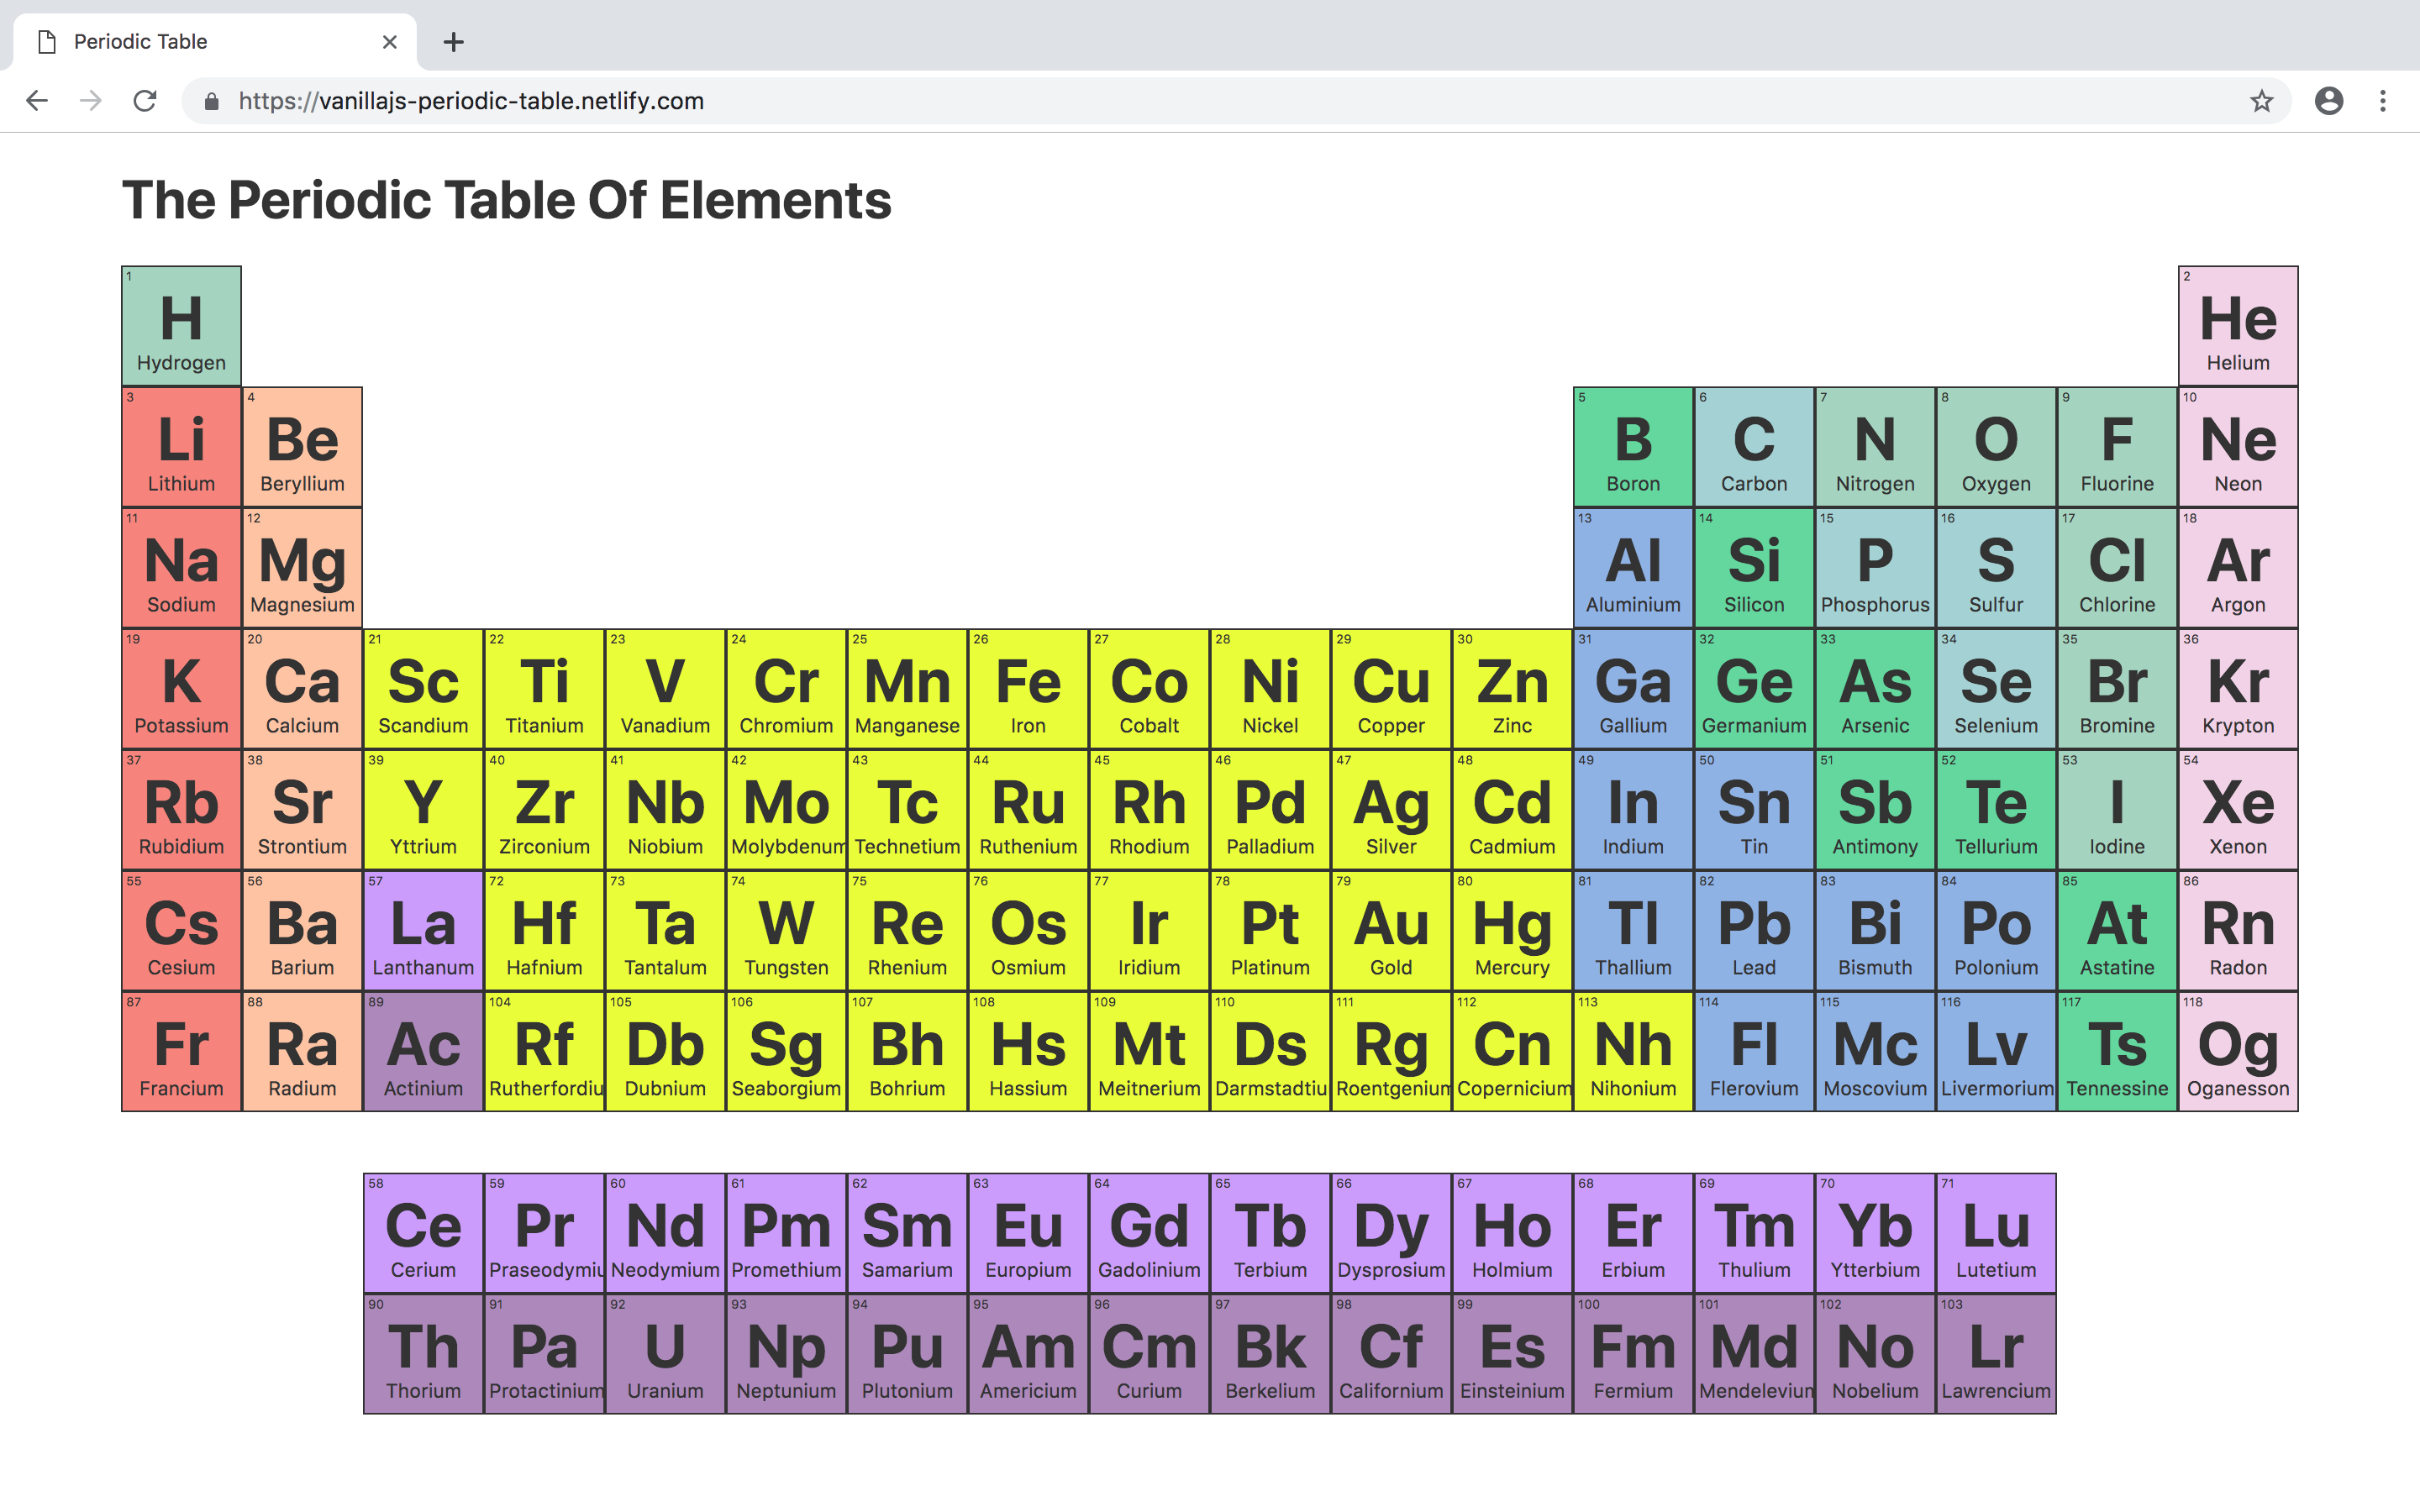 Periodic Table
https://vanillajs-periodic-table.netlify.com
The Periodic Table Of Elements
1 2
H He
Hydrogen Helium
3 4 5 6 7 8 9 10
Li Be B C N O F Ne
Lithium Beryllium Boron Carbon Nitrogen Oxygen Fluorine Neon
11 12 13 14 15 16 17 18
Na Mg Al Si P S Cl Ar
Sodium Magnesium Aluminium Silicon Phosphorus Sulfur Chlorine Argon
19 20 21 22 23 24 25 26 27 28 29 30 31 32 33 34 35 36
K Ca Sc Ti V Cr Mn Fe Co Ni Cu Zn Ga Ge As Se Br Kr
Potassium Calcium Scandium Titanium Vanadium Chromium Manganese Iron Cobalt Nickel Copper Zinc Gallium Germanium Arsenic Selenium Bromine Krypton
37 38 39 40 41 42 43 44 45 46 47 48 49 50 51 52 53 54
Rb Sr Y Zr Nb Mo Tc Ru Rh Pd Ag Cd In Sn Sb Te I Xe
Rubidium Strontium Yttrium Zirconium Niobium Molybdenum Technetium Ruthenium Rhodium Palladium Silver Cadmium Indium Tin Antimony Tellurium Iodine Xenon
55 56 57 72 73 74 75 76 77 78 79 80 81 82 83 84 85 86
Cs Ba La Hf Ta W Re Os Ir Pt Au Hg Tl Pb Bi Po At Rn
Cesium Barium Lanthanum Hafnium Tantalum Tungsten Rhenium Osmium Iridium Platinum Gold Mercury Thallium Lead Bismuth Polonium Astatine Radon
87 88 89 104 105 106 107 108 109 110 111 112 113 114 115 116 117 118
Fr Ra Ac Rf Db Sg Bh Hs Mt Ds Rg Cn Nh Fl Mc Lv Ts Og
Francium Radium Actinium Rutherfordiu Dubnium Seaborgium Bohrium Hassium Meitnerium Darmstadtiu Roentgenium Copernicium Nihonium Flerovium Moscovium Livermorium Tennessine Oganesson
58 59 60 61 62 63 64 65 66 67 68 69 70 71
Ce Pr Nd Pm Sm Eu Gd Tb Dy Ho Er Tm Yb Lu
Cerium Praseodymiu Neodymium Promethium Samarium Europium Gadolinium Terbium Dysprosium Holmium Erbium Thulium Ytterbium Lutetium
90 91 92 93 94 95 96 97 98 99 100 101 102 103
Th Pa U Np Pu Am Cm Bk Cf Es Fm Md No Lr
Thorium Protactinium Uranium Neptunium Plutonium Americium Curium Berkelium Californium Einsteinium Fermium Mendelevium Nobelium Lawrencium